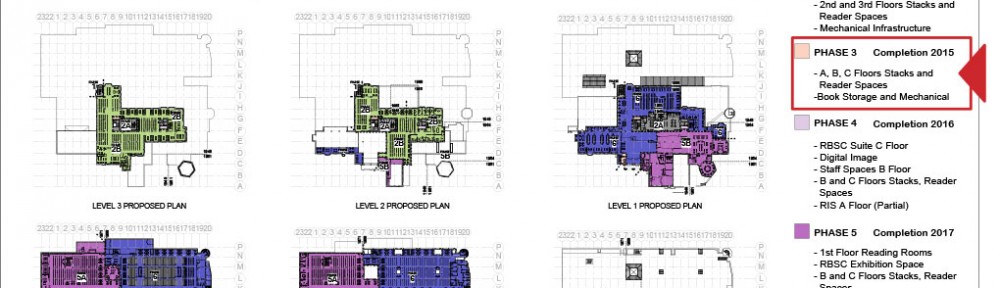 - 2nd and 3rd Floors Stacks and
Reader Spaces
- Mechanical Infrastructure
PHASE 3 Completion 2015
- A, B, C Floors Stacks and
Reader Spaces
-Book Storage and Mechanical
PHASE 4 Completion 2016
- RBSC Suite C Floor
- Digital Image
- Staff Spaces B Floor
- B and C Floors Stacks, Reader
Spaces
- RIS A Floor (Partial)
PHASE 5 Completion 2017
- 1st Floor Reading Rooms
- RBSC Exhibition Space
- B and C Floors Stacks, Reader
Spaces
2322 1 2 3 4 5 6 7 8 9 10 11 12 13 14 15 16 17 18 19 20
P
N
M
L
K
J
I
H
G
F
E
D
C
B
A
2A
2B
LEVEL 3 PROPOSED PLAN
2322 1 2 3 4 5 6 7 8 9 10 11 12 13 14 15 16 17 18 19 20
P
N
M
L
K
J
I
H
G
F
E
D
C
B
A
2A
2B
5B
5B
LEVEL 2 PROPOSED PLAN
2322 1 2 3 4 5 6 7 8 9 10 11 12 13 14 15 16 17 18 19 20
P
N
M
L
K
J
I
H
G
F
E
D
C
B
A
2A
5B
LEVEL 1 PROPOSED PLAN
2322 1 2 3 4 5 6 7 8 9 10 11 12 13 14 15 16 17 18 19 20
P
N
M
L
5A
2322 1 2 3 4 5 6 7 8 9 10 11 12 13 14 15 16 17 18 19 20
P
N
M
L
5A
2322 1 2 3 4 5 6 7 8 9 10 11 12 13 14 15 16 17 18 19 20
P
N
M
L